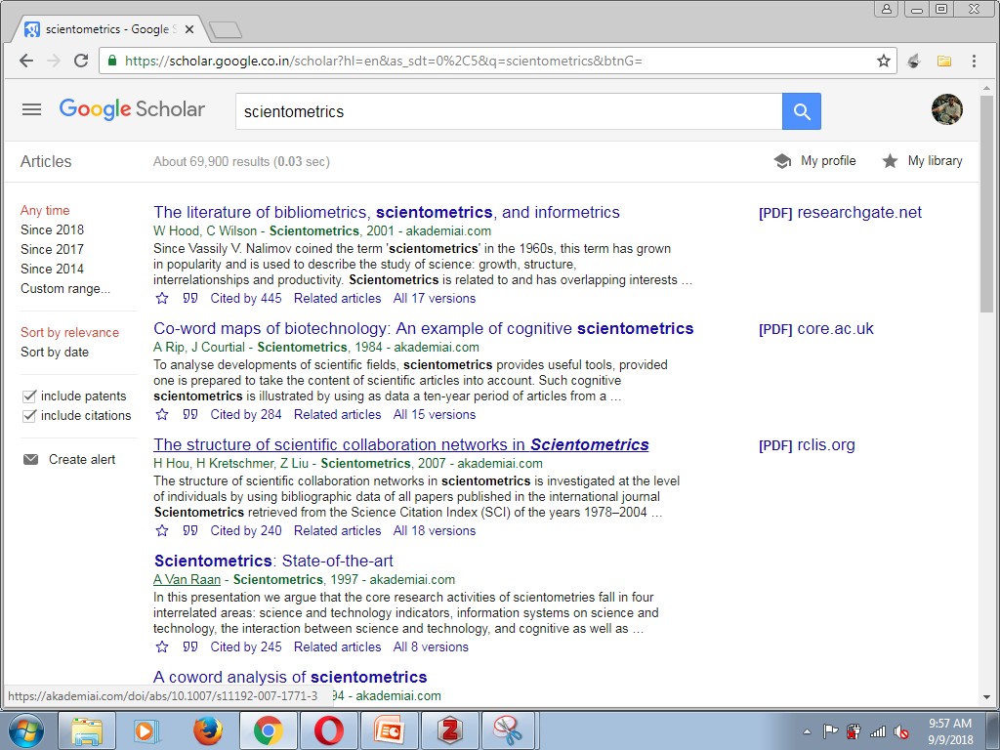 scientometrics - Google S
https://scholar.google.co.in/scholar?hl=en&as_sdt=0%2C5&q=scientometrics&btnG=
Google Scholar
scientometrics
Articles
About 69,900 results (0.03 sec)
My profile
My library
Any time
Since 2018
Since 2017
Since 2014
Custom range...
Sort by relevance
Sort by date
include patents
include citations
Create alert
The literature of bibliometrics, scientometrics, and informetrics
W Hood, C Wilson - Scientometrics, 2001 - akademiai.com
Since Vassily V. Nalimov coined the term 'scientometrics' in the 1960s, this term has grown
in popularity and is used to describe the study of science: growth, structure,
interrelationships and productivity. Scientometrics is related to and has overlapping interests …
Cited by 445 Related articles All 17 versions
[PDF] researchgate.net
Co-word maps of biotechnology: An example of cognitive scientometrics
A Rip, J Courtial - Scientometrics, 1984 - akademiai.com
To analyse developments of scientific fields, scientometrics provides useful tools, provided
one is prepared to take the content of scientific articles into account. Such cognitive
scientometrics is illustrated by using as data a ten-year period of articles from a …
Cited by 284 Related articles All 15 versions
[PDF] core.ac.uk
The structure of scientific collaboration networks in Scientometrics
H Hou, H Kretschmer, Z Liu - Scientometrics, 2007 - akademiai.com
The structure of scientific collaboration networks in scientometrics is investigated at the level
of individuals by using bibliographic data of all papers published in the international journal
Scientometrics retrieved from the Science Citation Index (SCI) of the years 1978–2004 …
Cited by 240 Related articles All 18 versions
[PDF] rclis.org
Scientometrics: State-of-the-art
A Van Raan - Scientometrics, 1997 - akademiai.com
In this presentation we argue that the core research activities of scientometries fall in four
interrelated areas: science and technology indicators, information systems on science and
technology, the interaction between science and technology, and cognitive as well as …
Cited by 245 Related articles All 8 versions
A coword analysis of scientometrics
94 - akademiai.com
https://akademiai.com/doi/abs/10.1007/s11192-007-1771-3
9:57 AM
9/9/2018